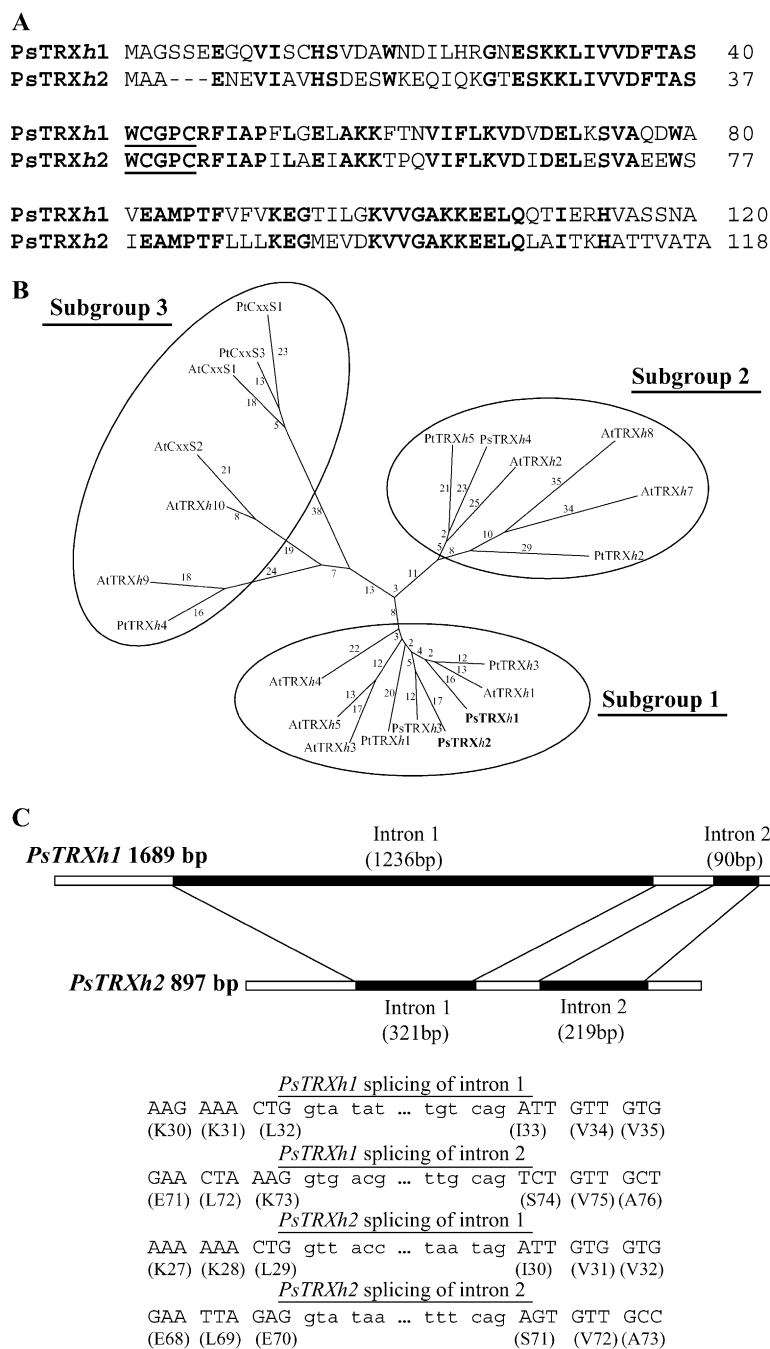 A
PsTRXh1 MAGSSEEGQVISCHSVDAWNDILHRGNESKKLIVVDFTAS 40
PsTRXh2 MAA---ENEVIAVHSDESWKEQIQKGTESKKLIVVDFTAS 37
PsTRXh1 WCGPCRFIAPFLGELAKKFTNVIFLKVDVDELKSVAQDWA 80
PsTRXh2 WCGPCRFIAPILAEIAKKTPQVIFLKVDIDELESVAEEWS 77
PsTRXh1 VEAMPTFVFVKEGTILGKVVGAKKEELQQTIERHVASSNA 120
PsTRXh2 IEAMPTFLLLKEGMEVDKVVGAKKEELQLAITKHATTVATA 118
B
Subgroup 3
PtCxxS1
23
PtCxxS3
13
AtCxxS1
18
5
AtCxxS2
21
AtTRXh10
8
38
19
7
AtTRXh9
18
24
PtTRXh4
16
13
3
11
8
Subgroup 2
PtTRXh5
PsTRXh4
AtTRXh2
AtTRXh8
21
23
25
35
AtTRXh7
34
2
5
8
10
29
PtTRXh2
Subgroup 1
3
2
4
2
22
AtTRXh4
12
13
17
AtTRXh5
AtTRXh3
20
PtTRXh1
5
12
PsTRXh3
17
PsTRXh2
16
PsTRXh1
12
PtTRXh3
13
AtTRXh1
C
PsTRXh1 1689 bp
Intron 1
(1236bp)
Intron 2
(90bp)
PsTRXh2 897 bp
Intron 1
(321bp)
Intron 2
(219bp)
PsTRXh1 splicing of intron 1
AAG AAA CTG gta tat ... tgt cag ATT GTT GTG
(K30) (K31) (L32) (I33) (V34) (V35)
PsTRXh1 splicing of intron 2
GAA CTA AAG gtg acg ... ttg cag TCT GTT GCT
(E71) (L72) (K73) (S74) (V75) (A76)
PsTRXh2 splicing of intron 1
AAA AAA CTG gtt acc ... taa tag ATT GTG GTG
(K27) (K28) (L29) (I30) (V31) (V32)
PsTRXh2 splicing of intron 2
GAA TTA GAG gta taa ... ttt cag AGT GTT GCC
(E68) (L69) (E70) (S71) (V72) (A73)